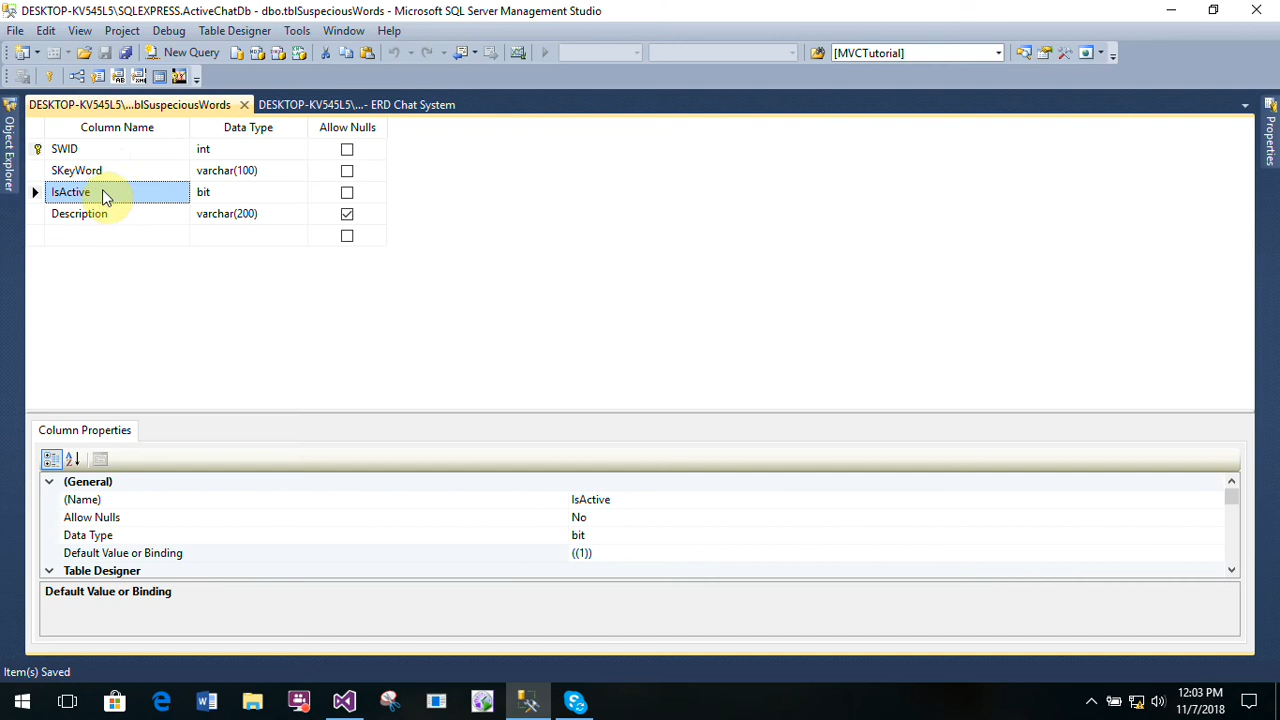 DESKTOP-KV545L5\SQLEXPRESS.ActiveChatDb - dbo.tblSuspeciousWords - Microsoft SQL Server Management Studio
File Edit View Project Debug Table Designer Tools Window Help
New Query [MVCTutorial]
DESKTOP-KV545L5\...blSuspeciousWords DESKTOP-KV545L5\...- ERD Chat System
Object Explorer
Properties
Column Name Data Type Allow Nulls
SWID int
SKeyWord varchar(100)
IsActive bit
Description varchar(200)
Column Properties
(General)
(Name) IsActive
Allow Nulls No
Data Type bit
Default Value or Binding ((1))
Table Designer
Default Value or Binding
Item(s) Saved
12:03 PM
11/7/2018